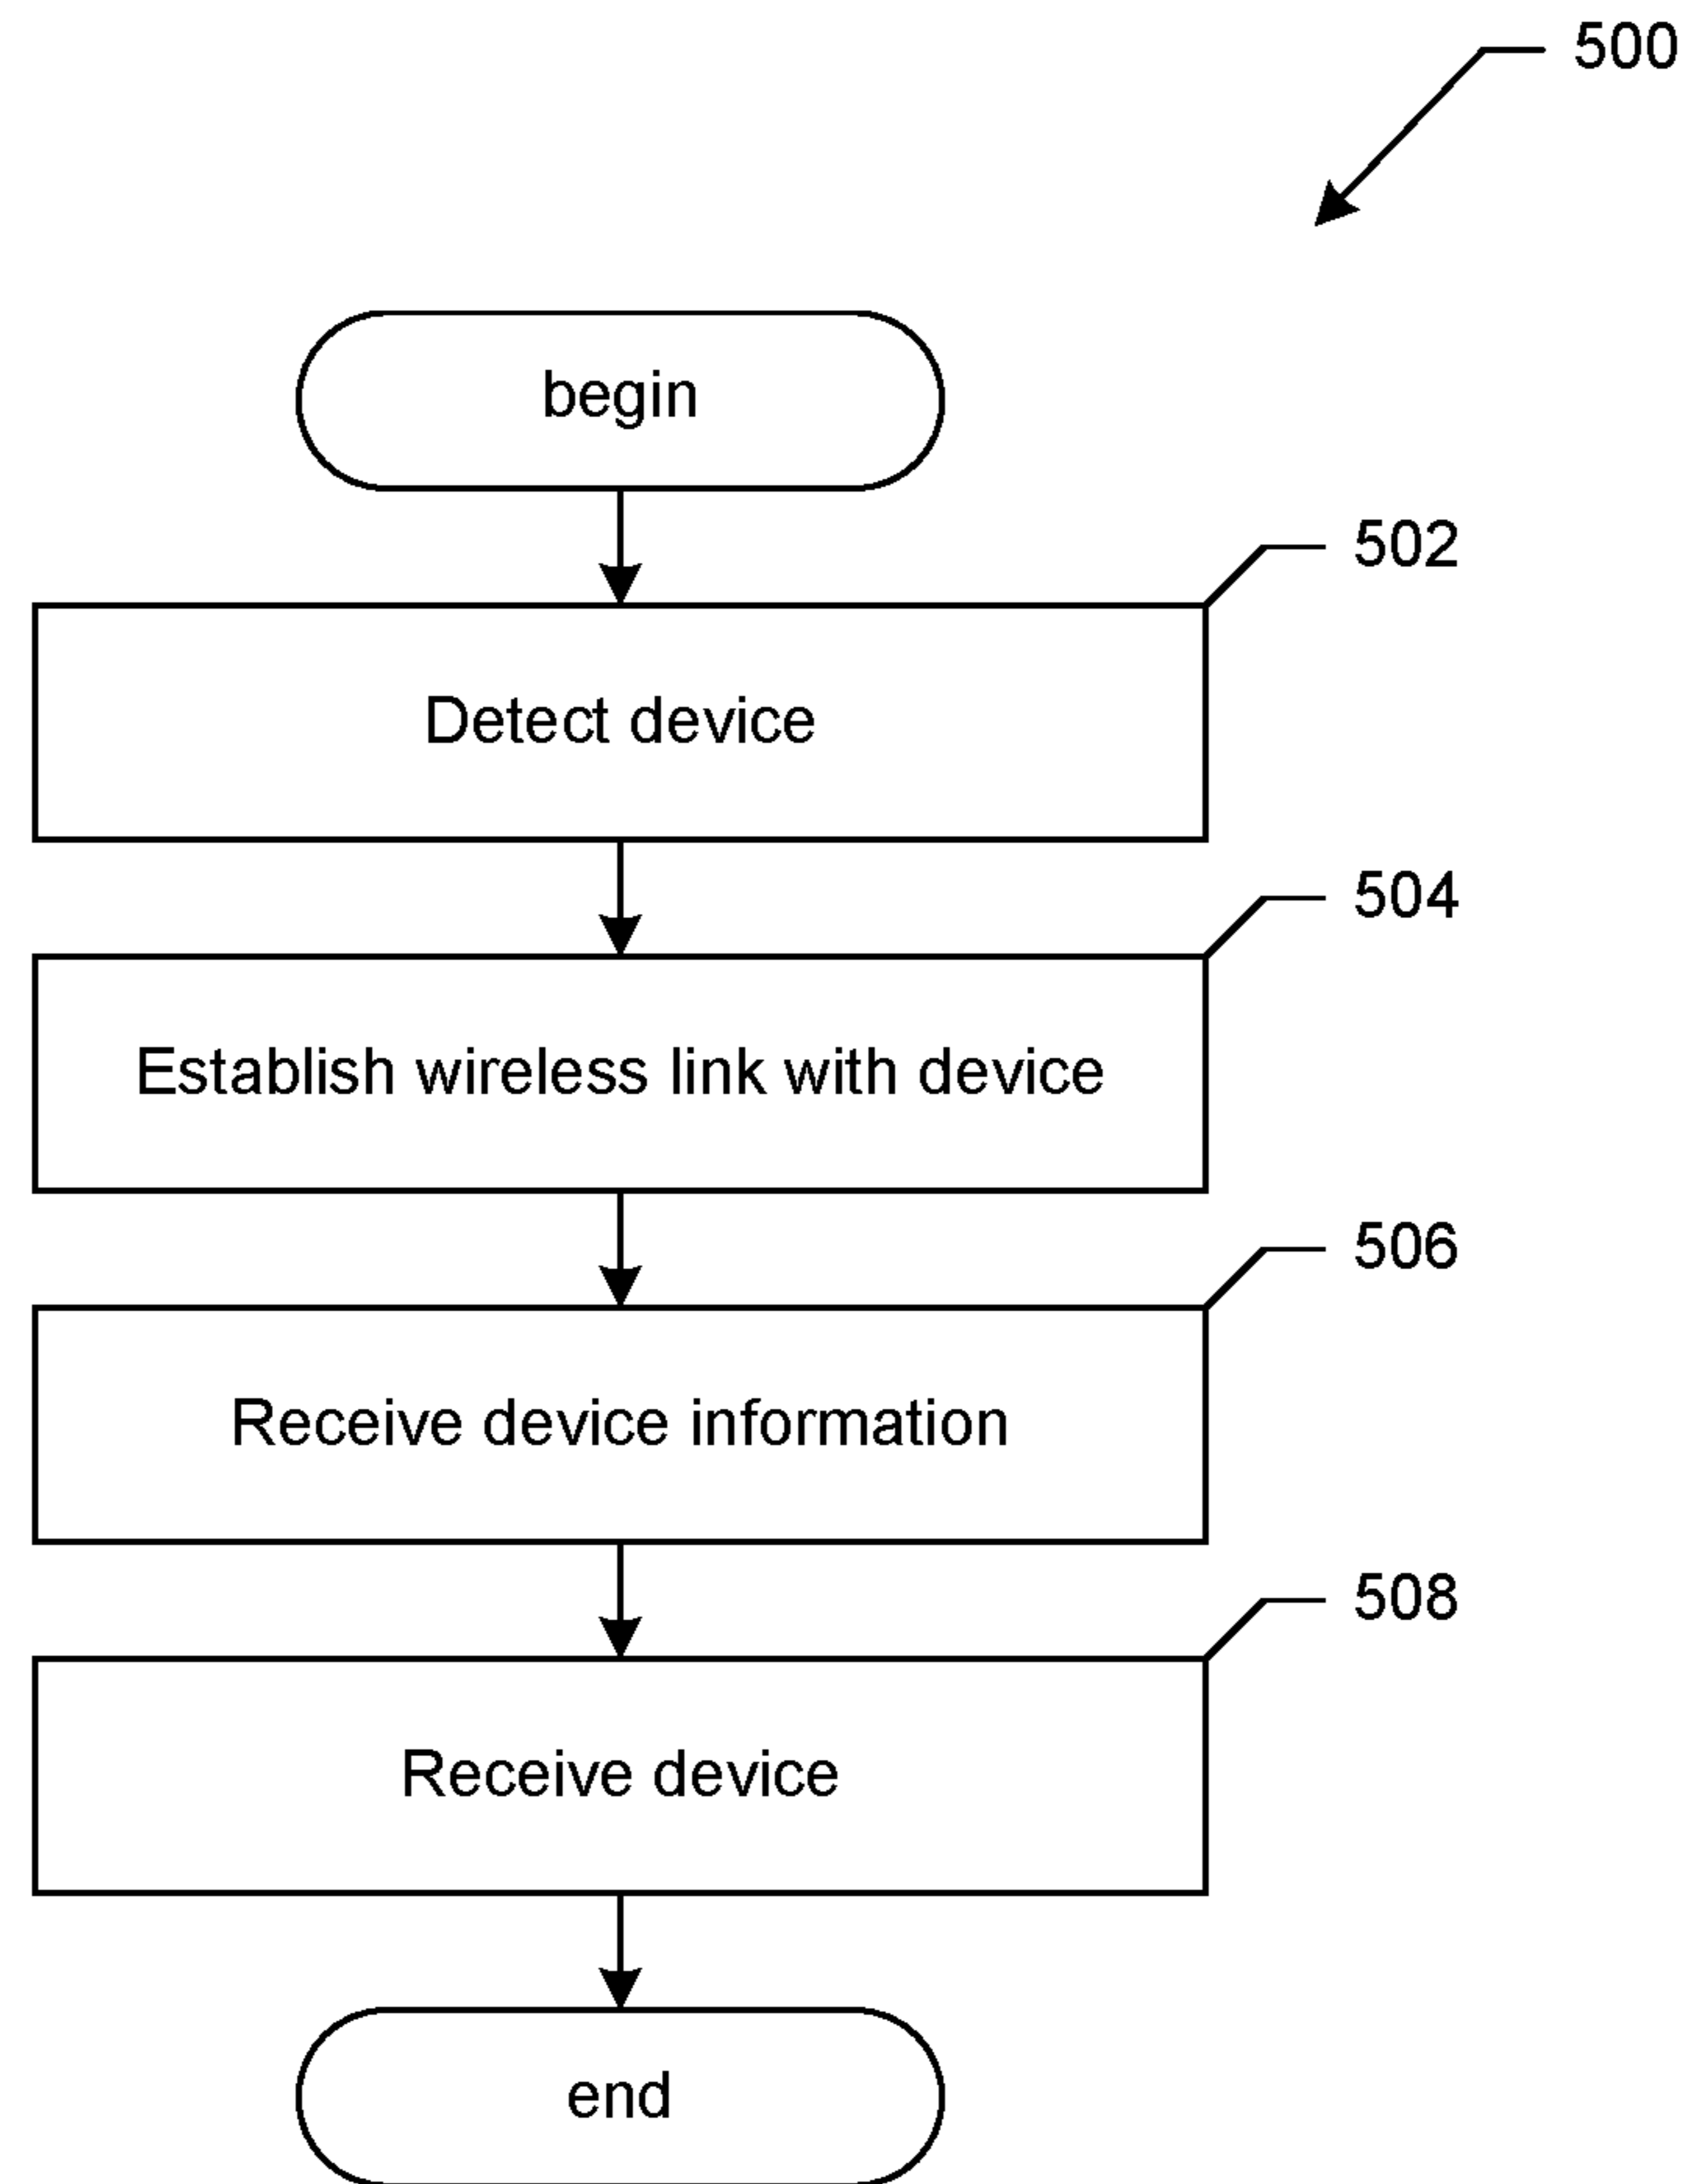 500
begin
502
Detect device
504
Establish wireless link with device
506
Receive device information
508
Receive device
end